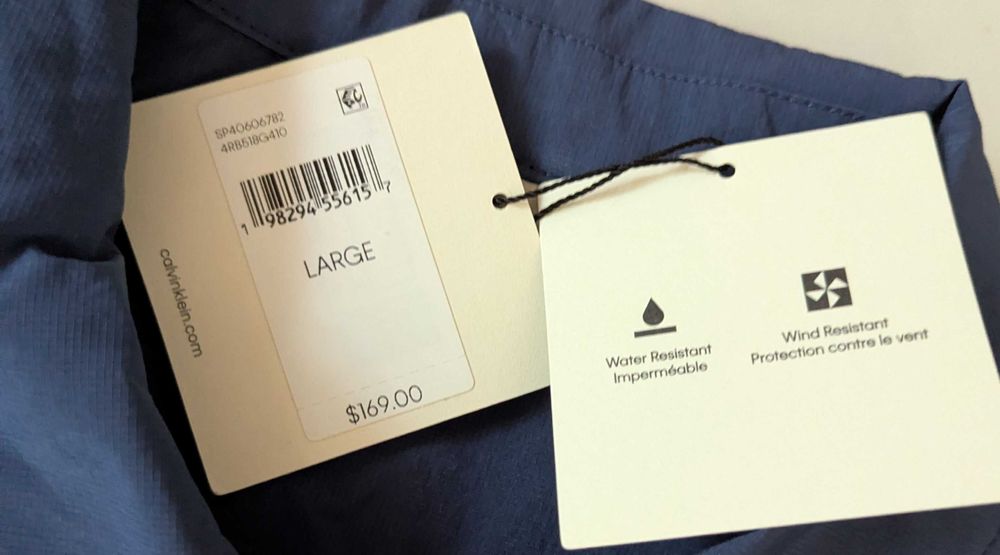 SP40606782
4RB518G410
1 98294 55615 7
LARGE
calvinklein.com
$169.00
Water Resistant
Imperméable
Wind Resistant
Protection contre le vent